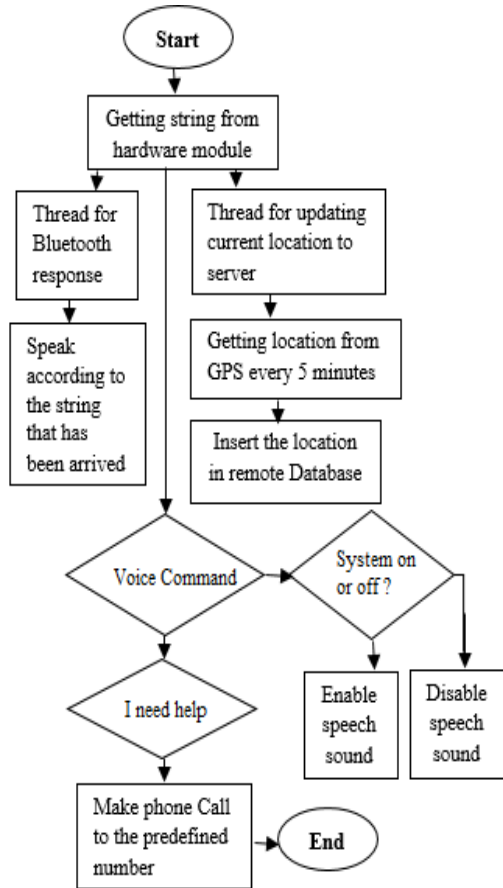 Start
Getting string from
hardware module
Thread for
Bluetooth
response
Thread for updating
current location to
server
Speak
according to
the string
that has
been arrived
Getting location from
GPS every 5 minutes
Insert the location
in remote Database
Voice Command
System on
or off ?
I need help
Enable
speech
sound
Disable
speech
sound
Make phone Call
to the predefined
number
End